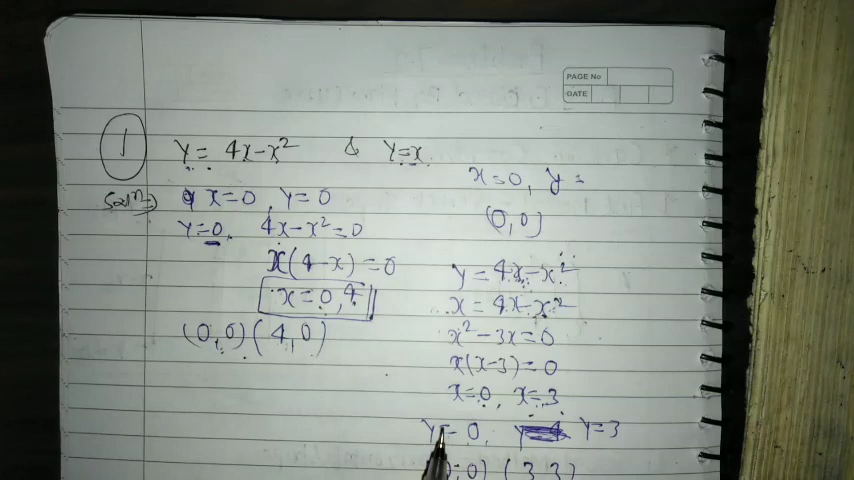 PAGE No
DATE
1
y = 4x-x² & y=x
Solⁿ) x=0, y=0
y=0, 4x-x²=0
x(4-x)=0
x=0,4
(0,0) (4,0)
x=0, y=
(0,0)
y=4x-x²
x=4x-x²
x²-3x=0
x(x-3)=0
x=0, x=3
y=0, y=3
0,0) (3,3)